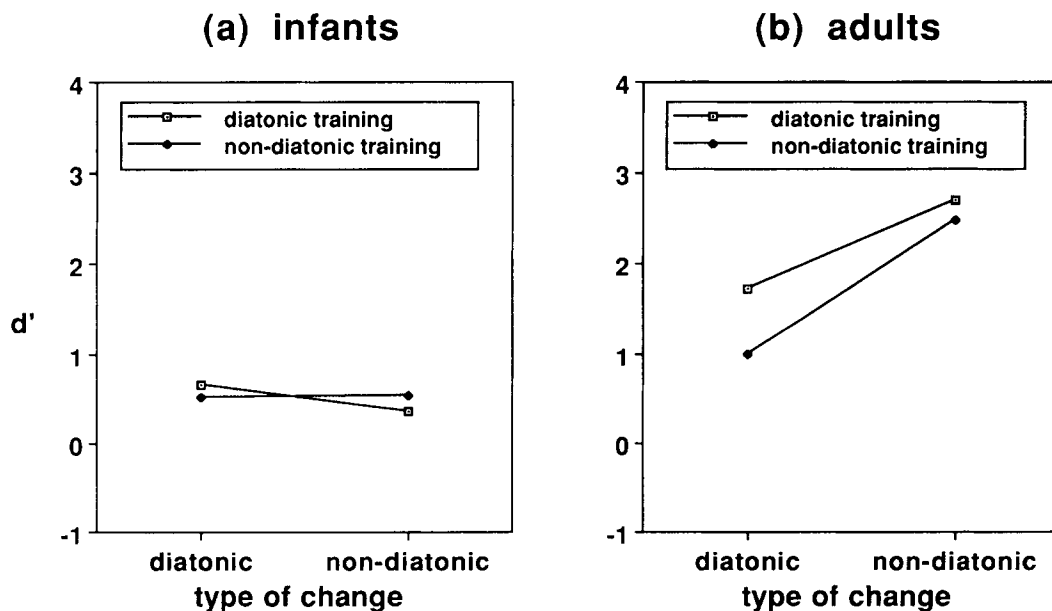 (a) infants
4
3
2
1
0
-1
d'
diatonic training
non-diatonic training
diatonic
non-diatonic
type of change
(b) adults
4
3
2
1
0
-1
diatonic training
non-diatonic training
diatonic
non-diatonic
type of change